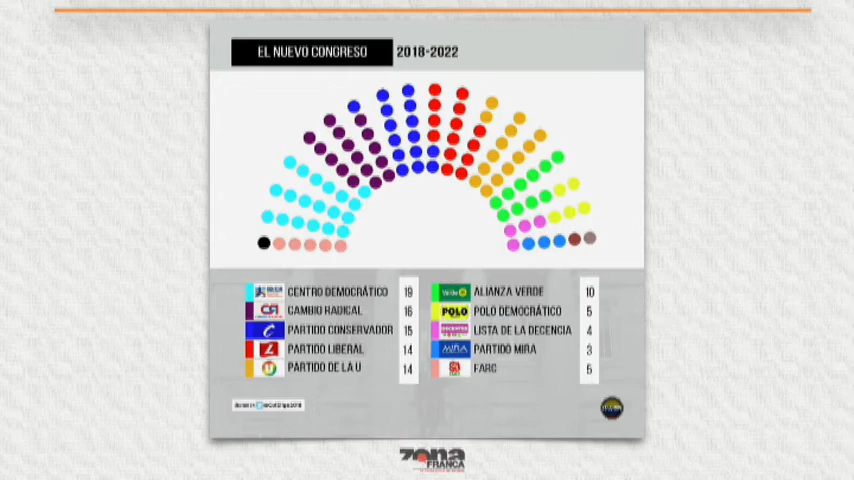 EL NUEVO CONGRESO 2018-2022
CENTRO DEMOCRÁTICO 19
CAMBIO RADICAL 16
PARTIDO CONSERVADOR 15
PARTIDO LIBERAL 14
PARTIDO DE LA U 14
Verde ALIANZA VERDE 10
POLO POLO DEMOCRÁTICO 5
DECENTES LISTA DE LA DECENCIA 4
MIRA PARTIDO MIRA 3
FARC 5
ZONA
FRANCA